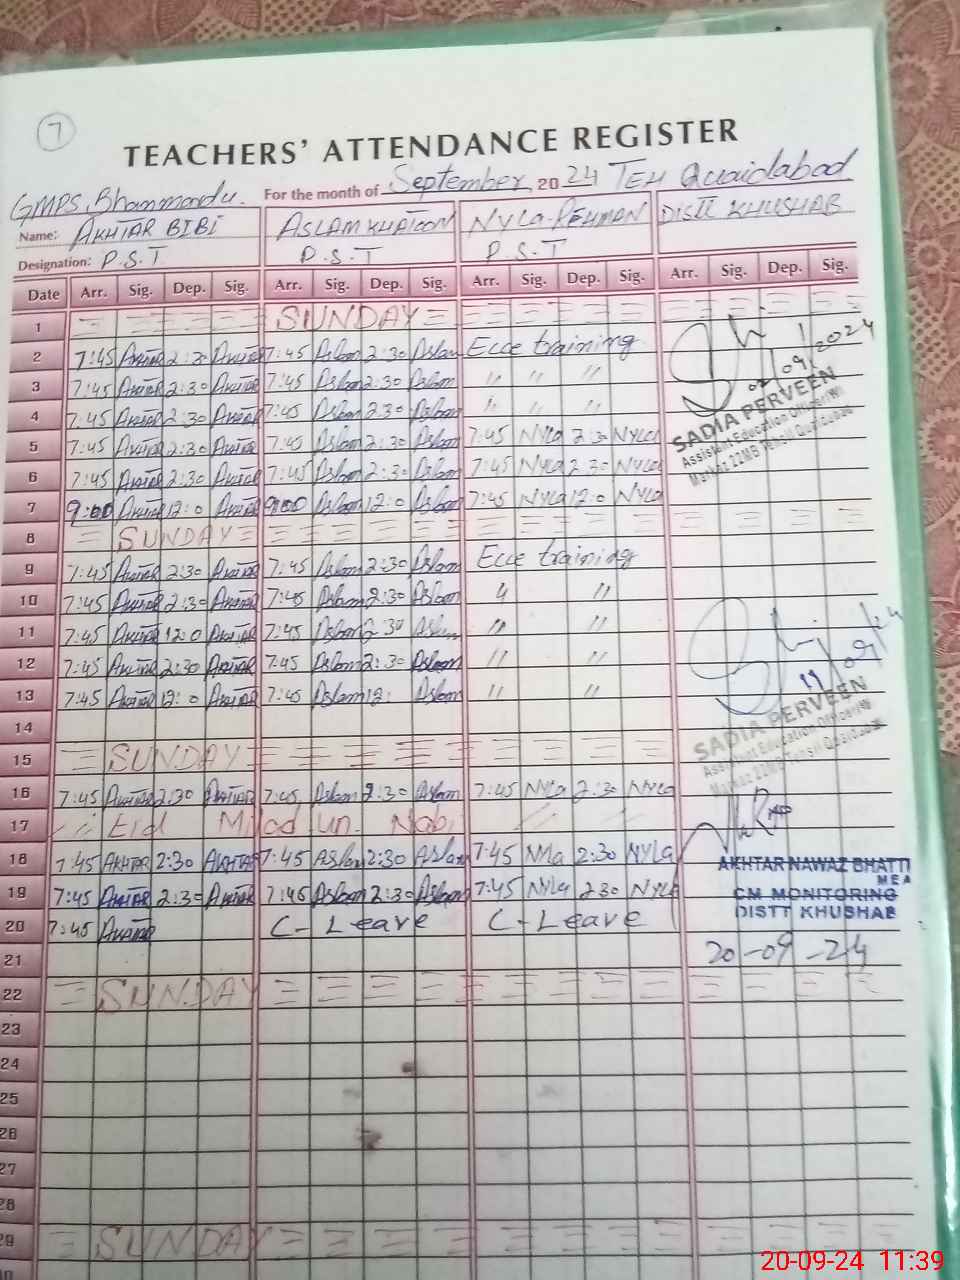 7
TEACHERS' ATTENDANCE REGISTER
GMPS. Bhammandu. For the month of September, 2024 TEH Quaidabad
Name: AKHTAR BIBI ASLAM KHATOON NYLA-REHMAN DISTT KHUSHAB
Designation: P.S.T P.S.T P.S.T
Date Arr. Sig. Dep. Sig. Arr. Sig. Dep. Sig. Arr. Sig. Dep. Sig. Arr. Sig. Dep. Sig.
1 SUNDAY
2 7:45 Akhtar 2:30 Akhtar 7:45 Aslam 2:30 Aslam Ecce training
3 7:45 Akhtar 2:30 Akhtar 7:45 Aslam 2:30 Aslam " " "
02/09/2024
4 7:45 Akhtar 2:30 Akhtar 7:45 Aslam 2:30 Aslam " " "
SADIA PERVEEN
5 7:45 Akhtar 2:30 Akhtar 7:45 Aslam 2:30 Aslam 7:45 Nyla 2:30 Nyla
Assistant Education Officer(W)
6 7:45 Akhtar 2:30 Akhtar 7:45 Aslam 2:30 Aslam 7:45 Nyla 2:30 Nyla
Markaz 22MB Tehsil Quaidabad
7 9:00 Akhtar 12:0 Akhtar 9:00 Aslam 12:0 Aslam 7:45 Nyla 12:0 Nyla
8 SUNDAY
9 7:45 Akhtar 2:30 Akhtar 7:45 Aslam 2:30 Aslam Ecce training
10 7:45 Akhtar 2:30 Akhtar 7:45 Aslam 2:30 Aslam " "
11 7:45 Akhtar 12:0 Akhtar 7:45 Aslam 2:30 Aslam " "
12 7:45 Akhtar 2:30 Akhtar 7:45 Aslam 2:30 Aslam " "
13 7:45 Akhtar 12:0 Akhtar 7:45 Aslam 12: Aslam " "
14
SADIA PERVEEN
15 SUNDAY
Assistant Education Officer(W)
Markaz 22MB Tehsil Quaidabad
16 7:45 Akhtar 2:30 Akhtar 7:45 Aslam 2:30 Aslam 7:45 Nyla 2:30 Nyla
17 Eid Milad un. Nabi
18 7:45 AKHTAR 2:30 AKHTAR 7:45 Aslam 2:30 Aslam 7:45 Nyla 2:30 NYLA
AKHTAR NAWAZ BHATTI
MEA
19 7:45 Akhtar 2:30 Akhtar 7:45 Aslam 2:30 Aslam 7:45 Nyla 230 Nyla
CM MONITORING
DISTT KHUSHAB
20 7:45 Akhtar C- Leave C- Leave
21 20-09-24
22 SUNDAY
23
24
25
26
27
28
29 SUNDAY
20-09-24 11:39